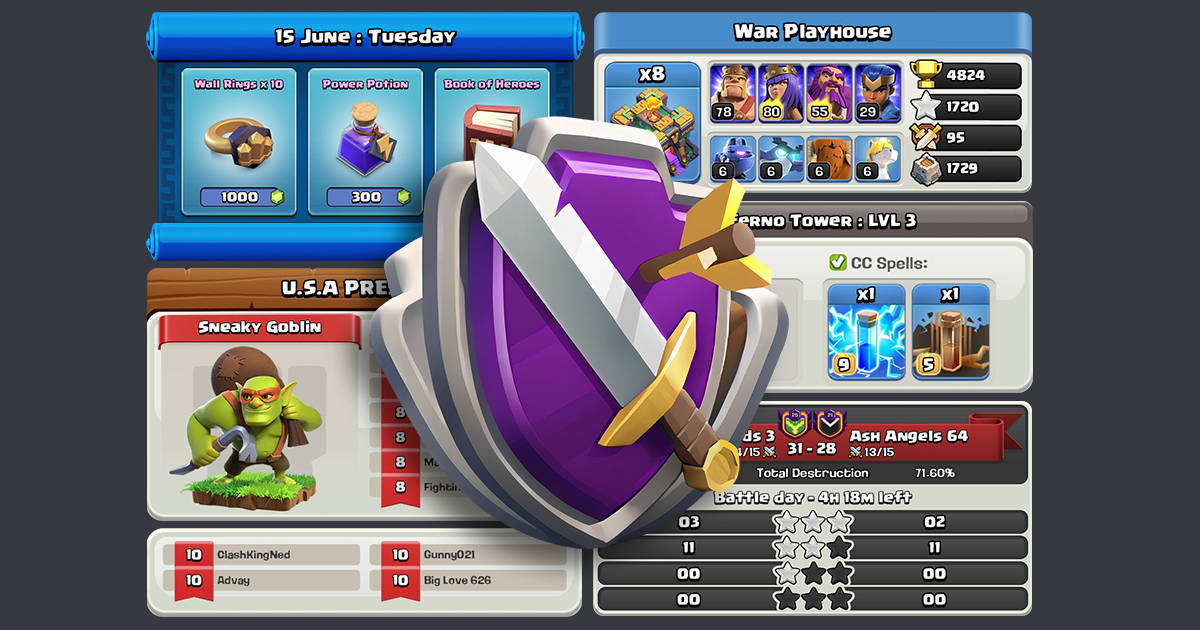 15 June : Tuesday
Wall Rings x 10
Power Potion
Book of Heroes
1000
300
War Playhouse
x8
78
80
55
29
6
6
6
6
4824
1720
95
1729
Tower : LVL 3
CC Spells:
x1
x1
9
5
U.S.A
Sneaky Goblin
8
8
8
8
10 ClashKingNed
10 Gunny021
10 Advay
10 Big Love 626
25
21
3
31 - 28
Ash Angels 64
/15
13/15
Total Destruction
71.60%
Battle day - 4H 18M left
03
02
11
11
00
00
00
00